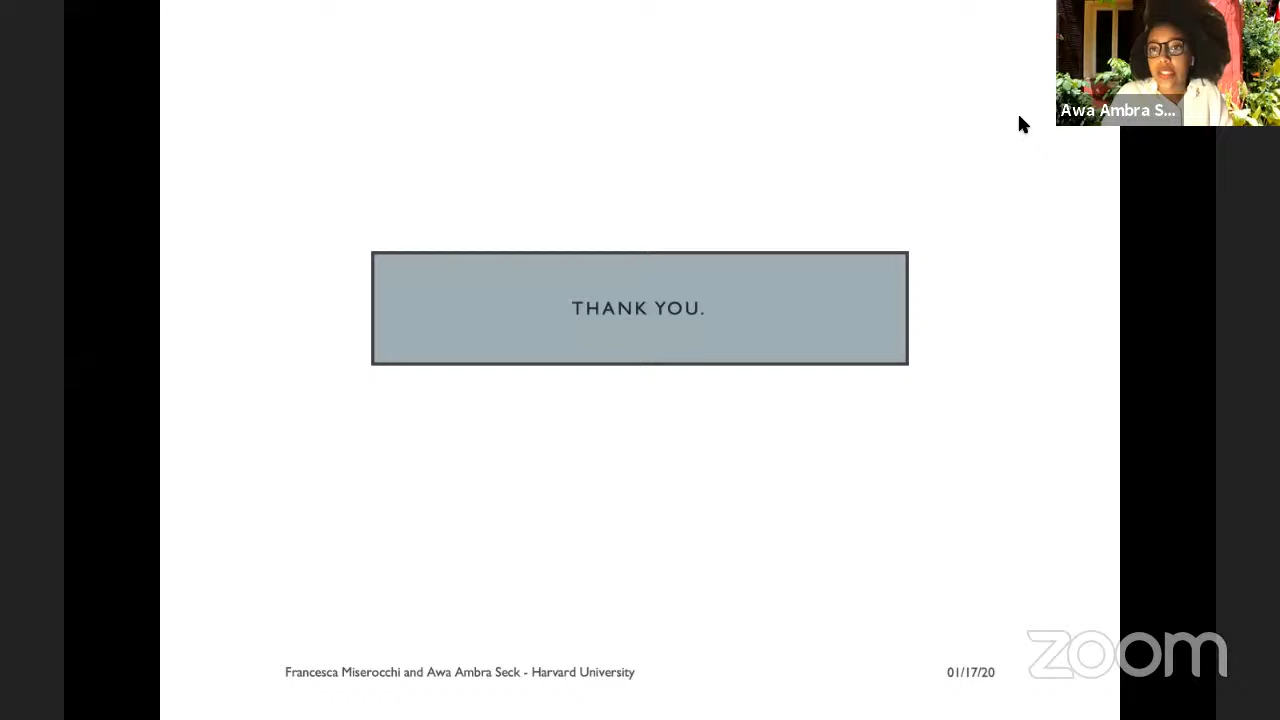 Awa Ambra S...
THANK YOU.
Francesca Miserocchi and Awa Ambra Seck - Harvard University
01/17/20
zoom